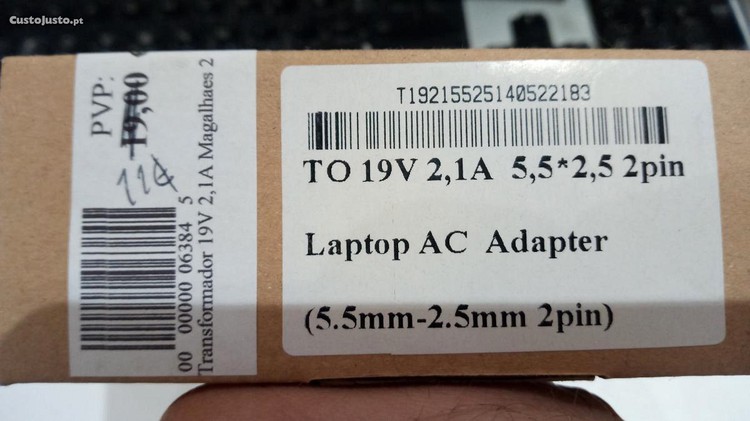 CustoJusto.pt
PVP:
19,00
11€
00 00000 06384 5
Transformador 19V 2,1A Magalhaes 2
T19215525140522183
TO 19V 2,1A 5,5*2,5 2pin
Laptop AC Adapter
(5.5mm-2.5mm 2pin)